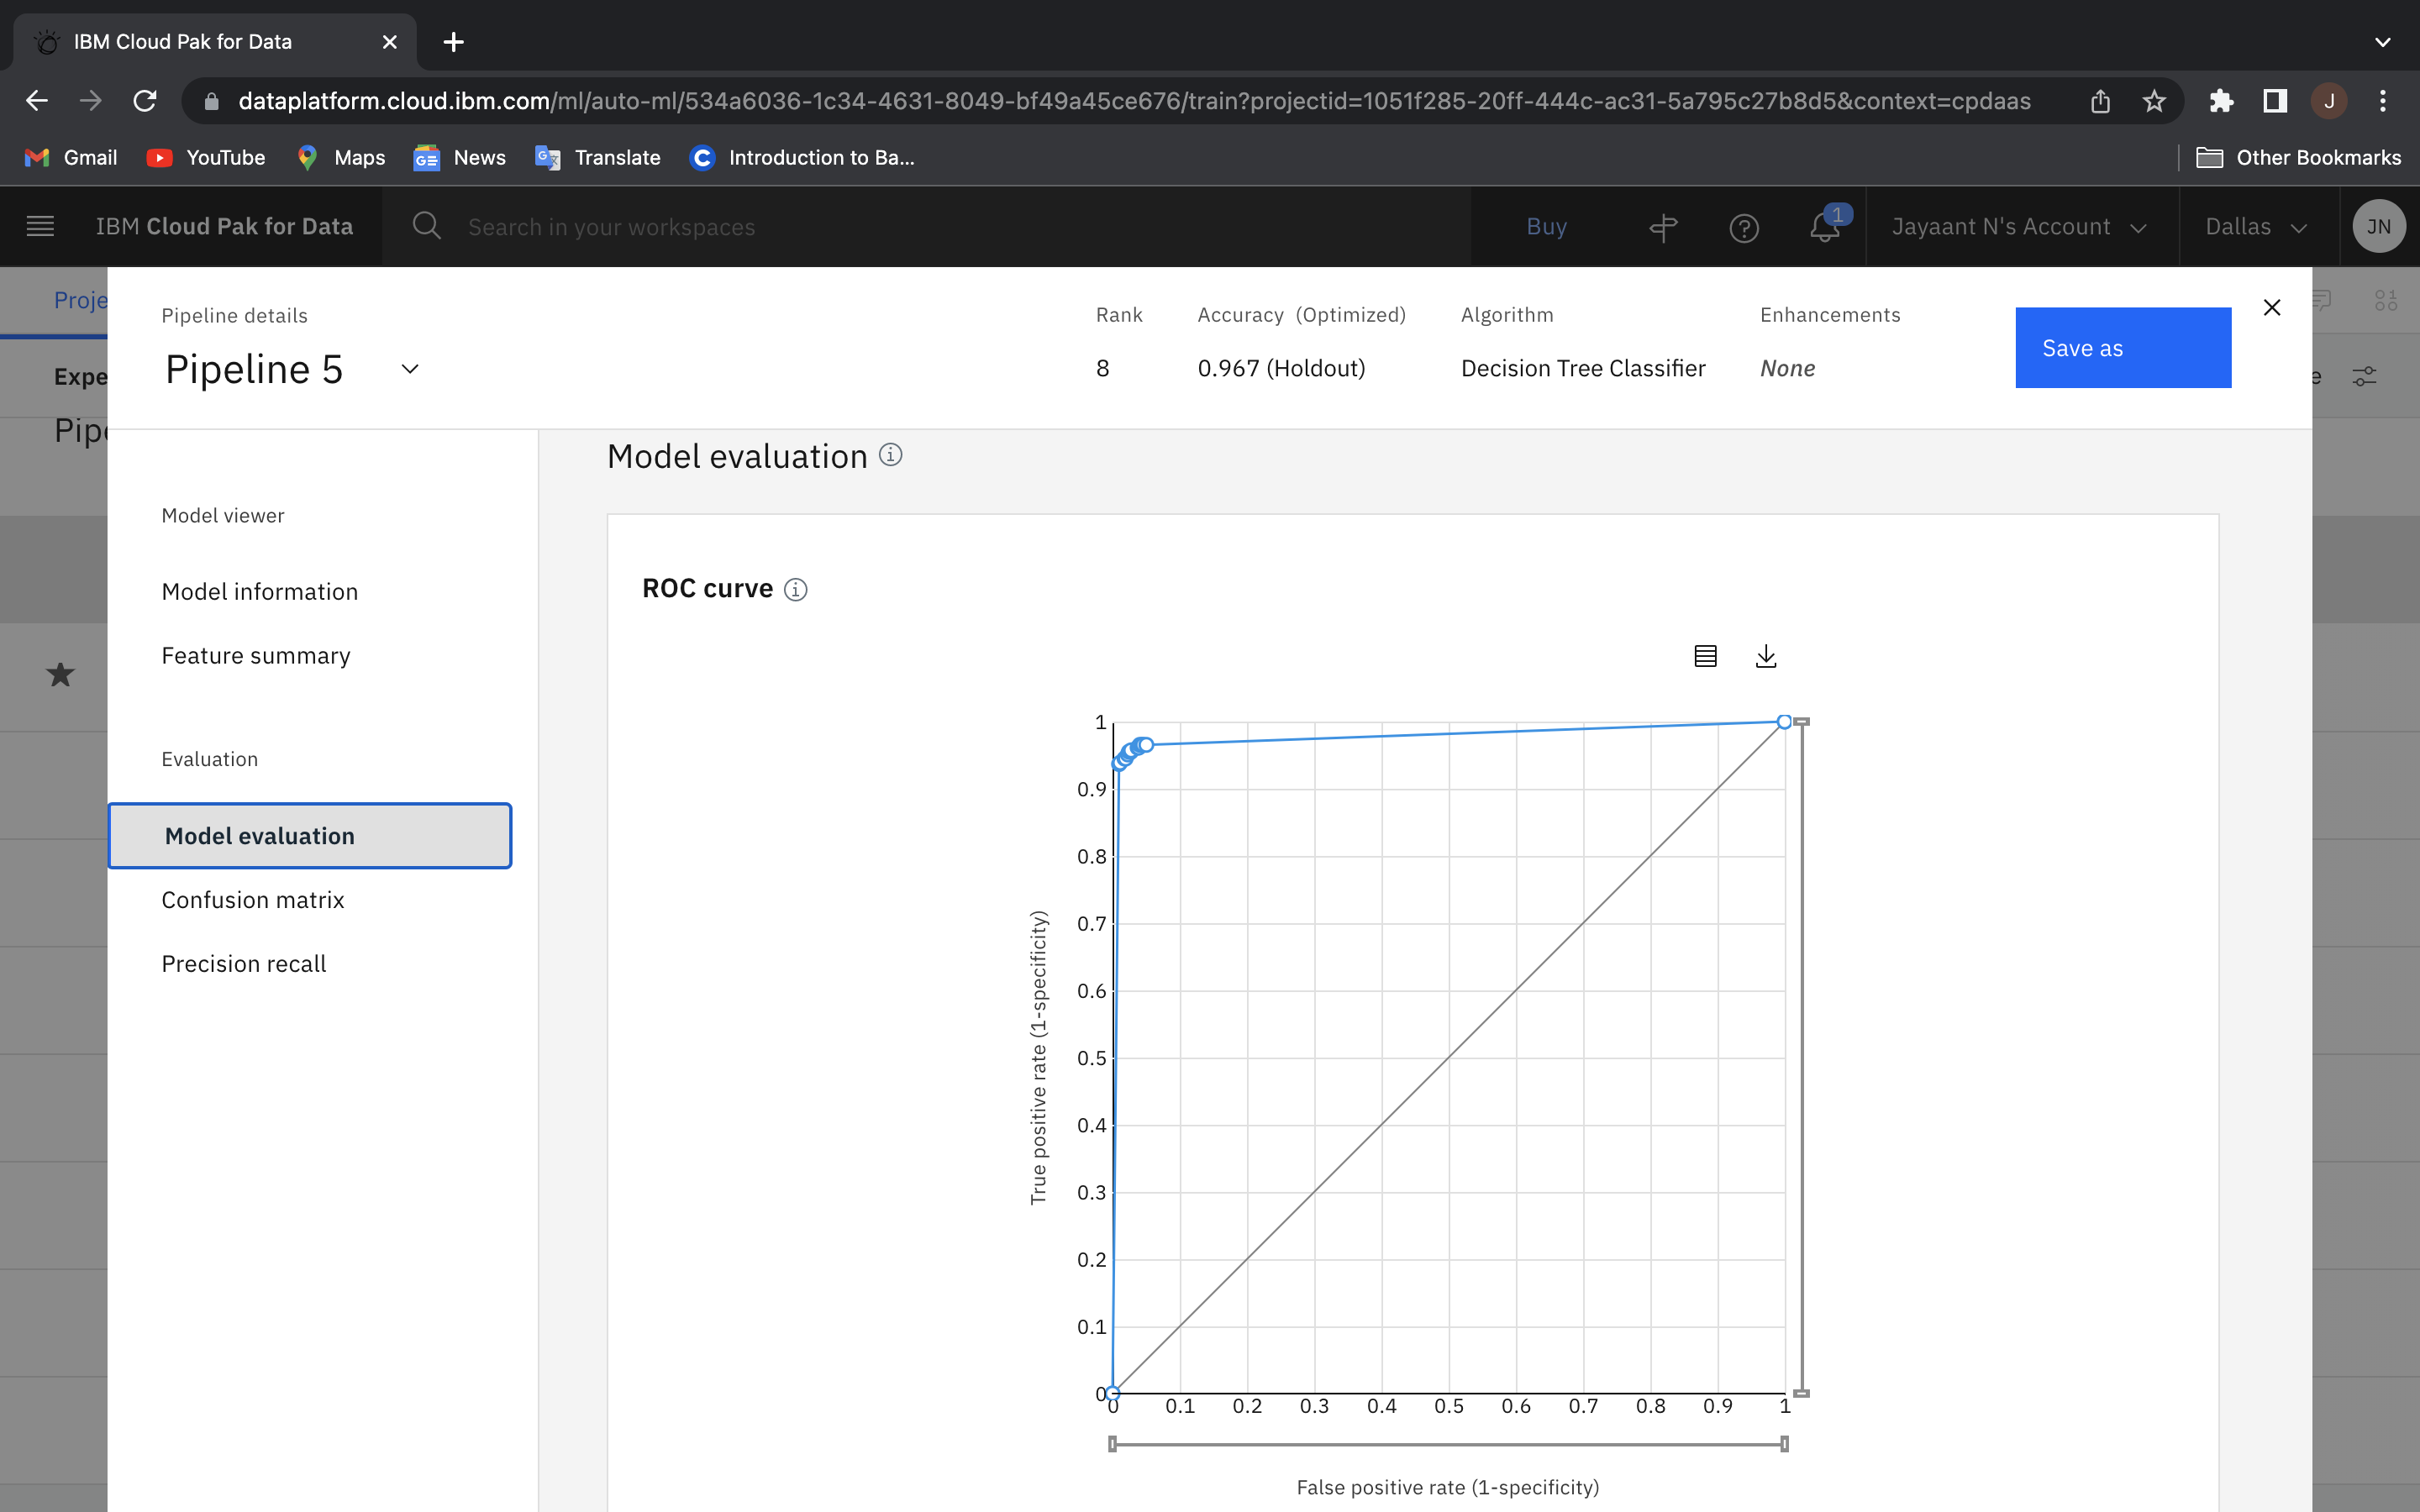 IBM Cloud Pak for Data
dataplatform.cloud.ibm.com/ml/auto-ml/534a6036-1c34-4631-8049-bf49a45ce676/train?projectid=1051f285-20ff-444c-ac31-5a795c27b8d5&context=cpdaas
J
Gmail YouTube Maps News Translate Introduction to Ba... Other Bookmarks
IBM Cloud Pak for Data Search in your workspaces Buy 1 Jayaant N's Account Dallas JN
Proje
Expe
Pipe
Pipeline details
Pipeline 5
Rank Accuracy (Optimized) Algorithm Enhancements
8 0.967 (Holdout) Decision Tree Classifier None
Save as
e
Model viewer
Model information
Feature summary
Evaluation
Model evaluation
Confusion matrix
Precision recall
Model evaluation
ROC curve
True positive rate (1-specificity)
1
0.9
0.8
0.7
0.6
0.5
0.4
0.3
0.2
0.1
0
0 0.1 0.2 0.3 0.4 0.5 0.6 0.7 0.8 0.9 1
False positive rate (1-specificity)